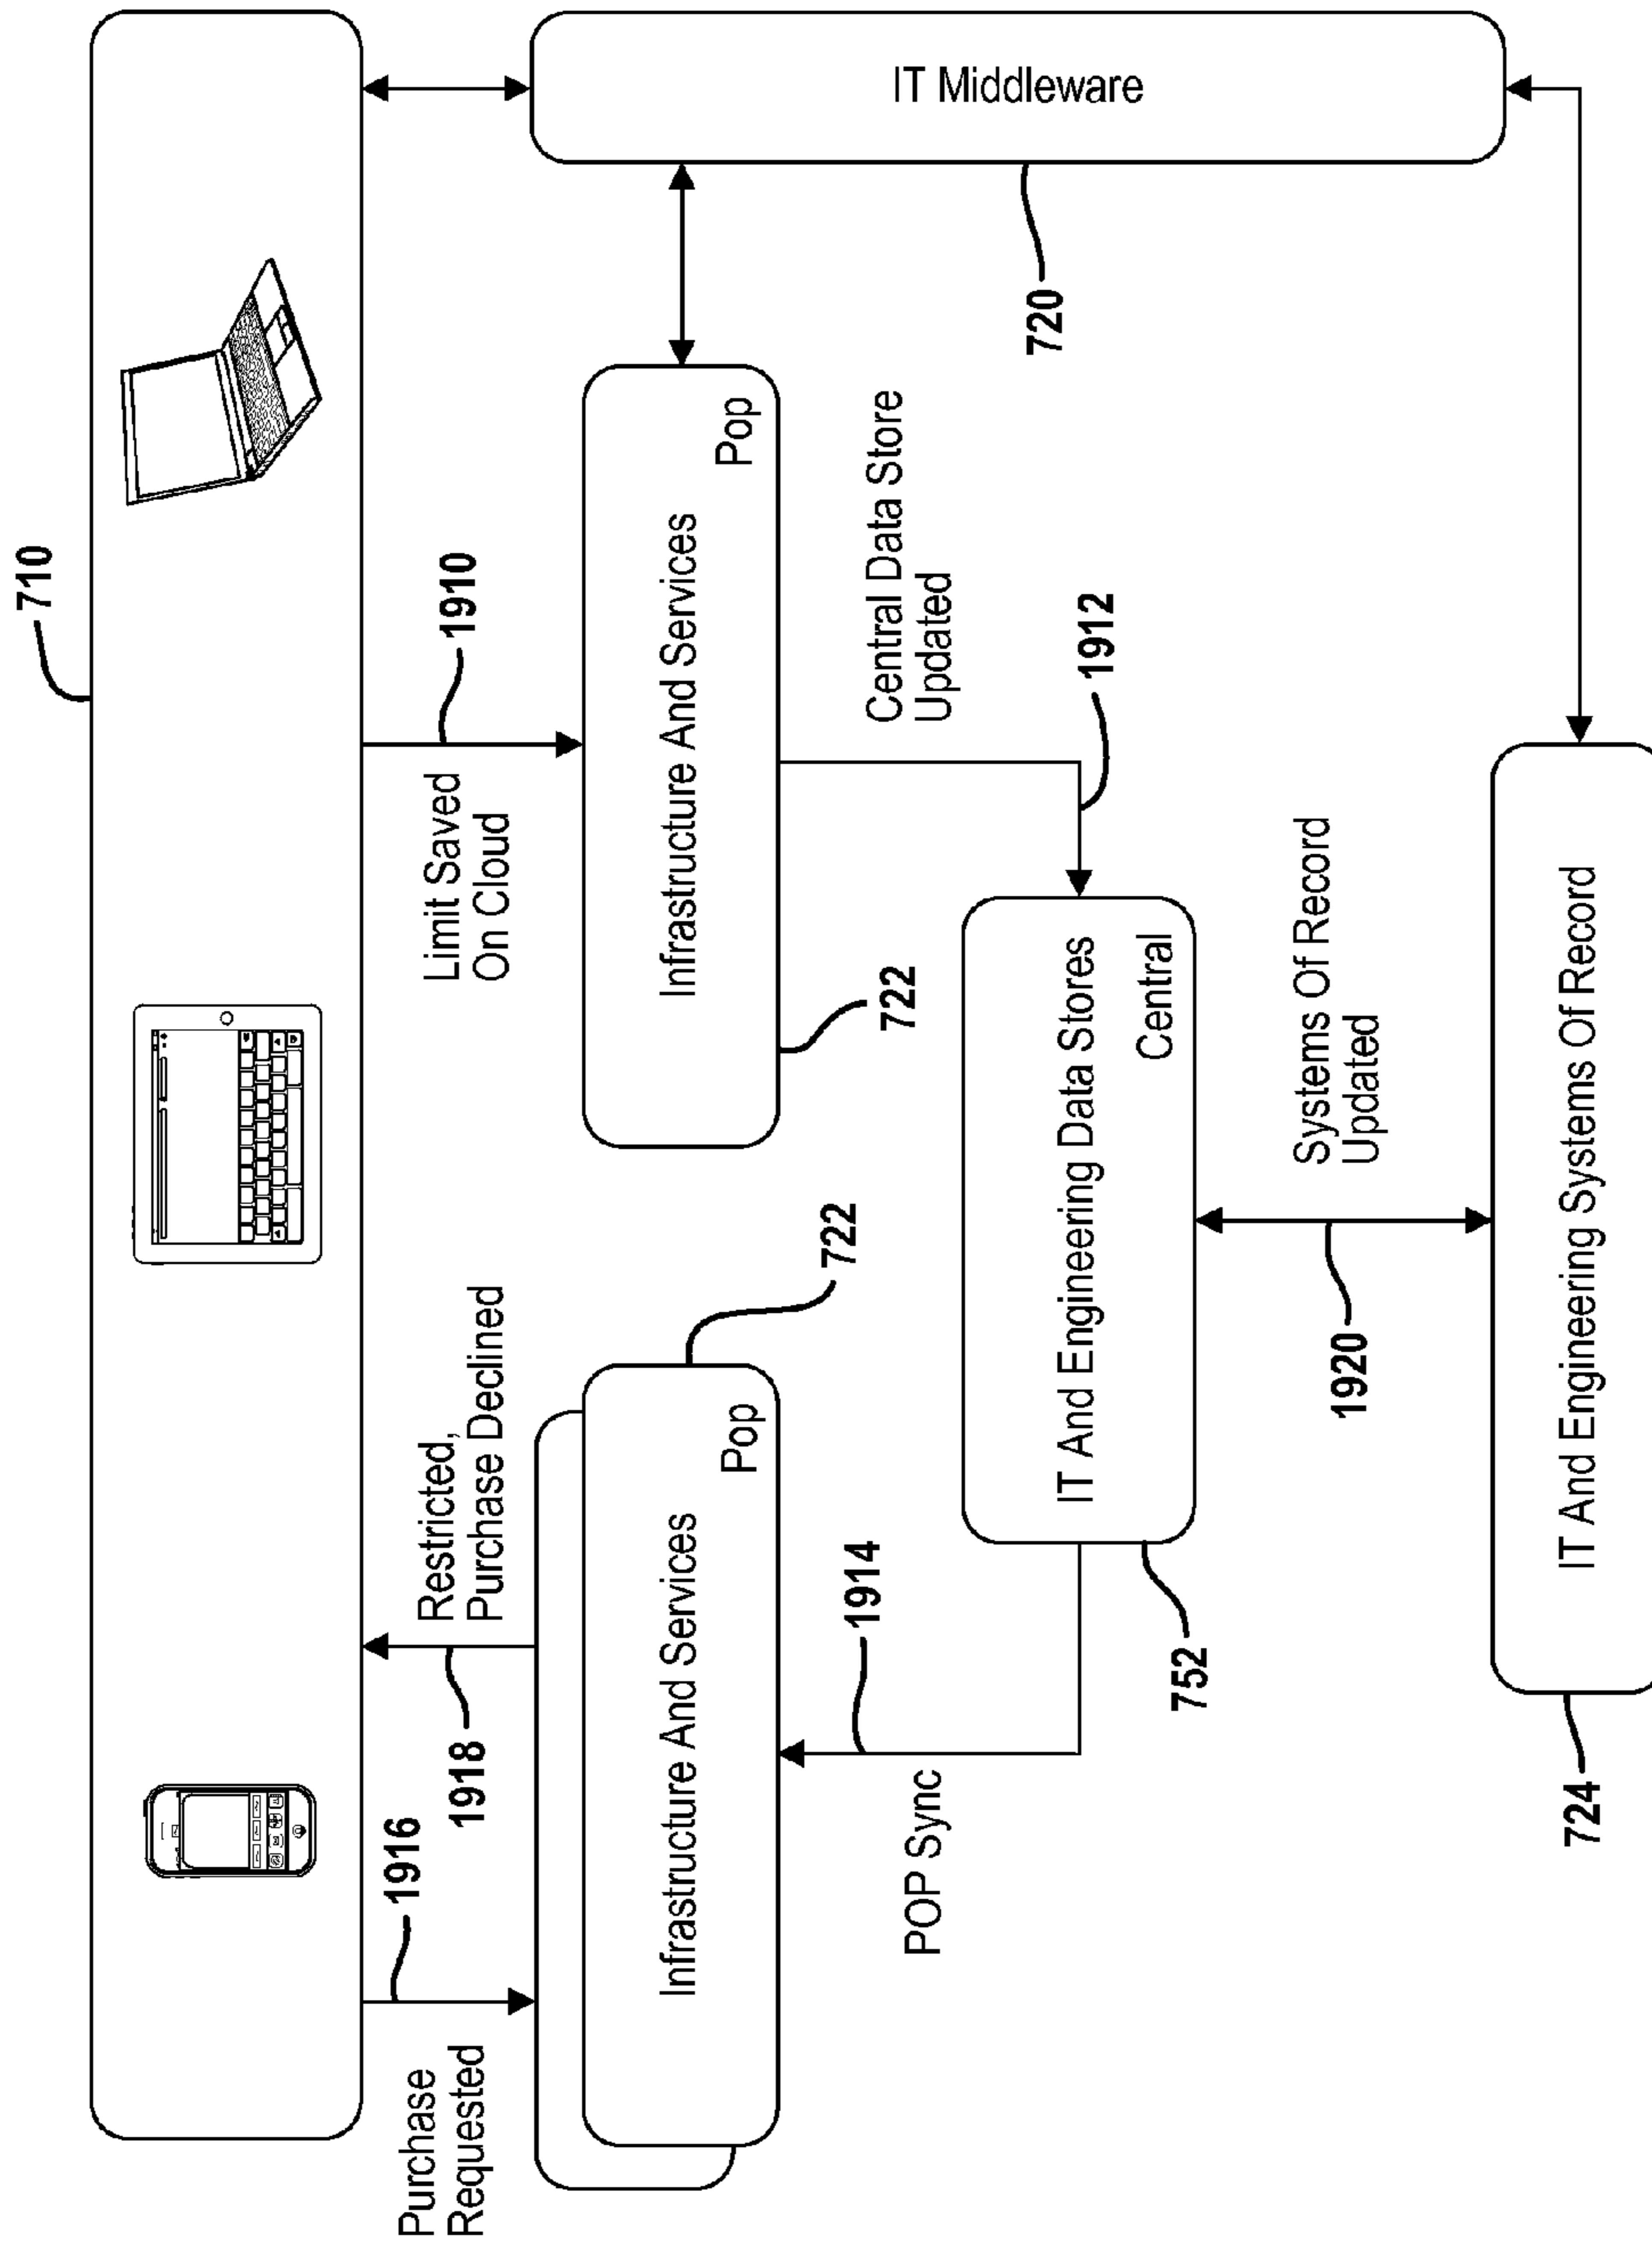 710
Purchase
Requested
1916
1918
Restricted,
Purchase Declined
Limit Saved
On Cloud
1910
Infrastructure And Services
Pop
722
Infrastructure And Services
Pop
722
IT Middleware
720
POP Sync
1914
Central Data Store
Updated
1912
IT And Engineering Data Stores
Central
752
1920
Systems Of Record
Updated
IT And Engineering Systems Of Record
724